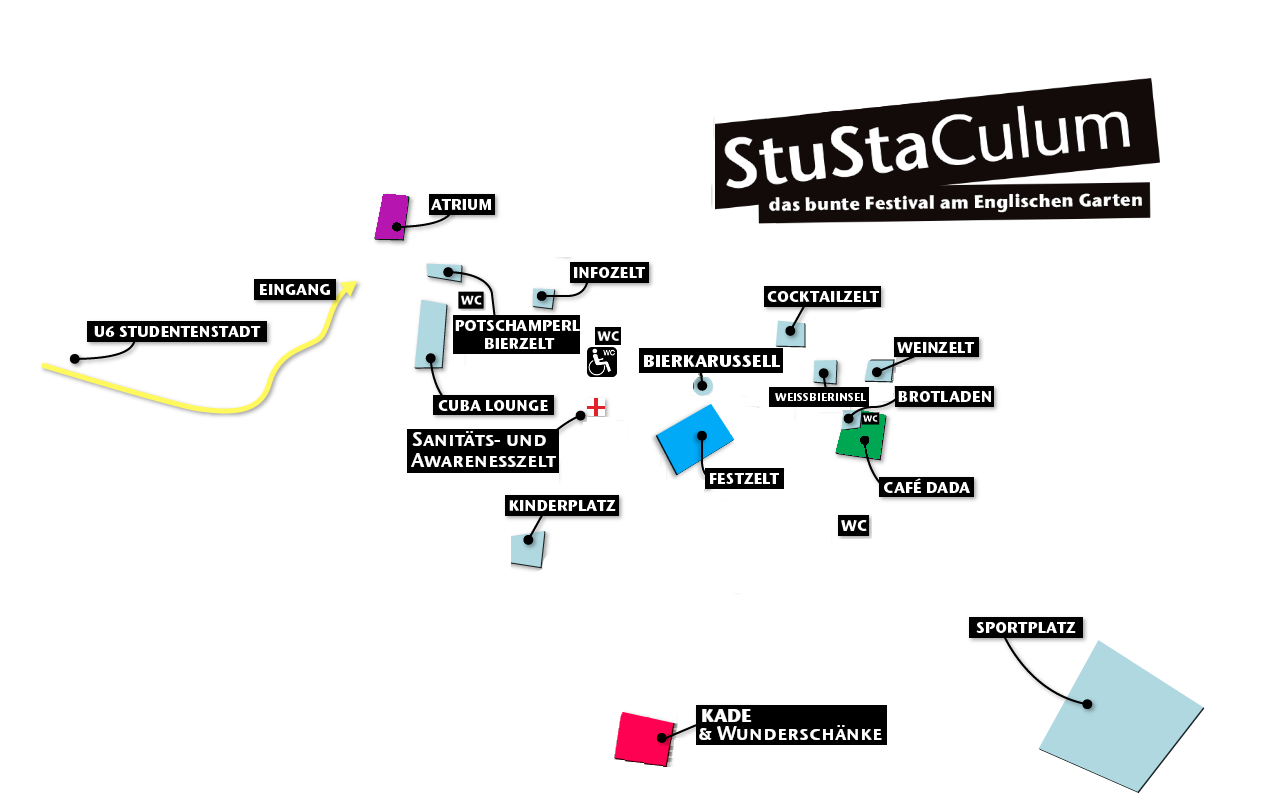 StuStaCulum
das bunte Festival am Englischen Garten
ATRIUM
INFOZELT
EINGANG
COCKTAILZELT
WC
U6 STUDENTENSTADT
POTSCHAMPERL
BIERZELT
WC
WC
BIERKARUSSELL
WEINZELT
WEISSBIERINSEL
BROTLADEN
CUBA LOUNGE
WC
SANITÄTS- UND
AWARENESSZELT
FESTZELT
CAFÉ DADA
KINDERPLATZ
WC
SPORTPLATZ
KADE
& WUNDERSCHÄNKE